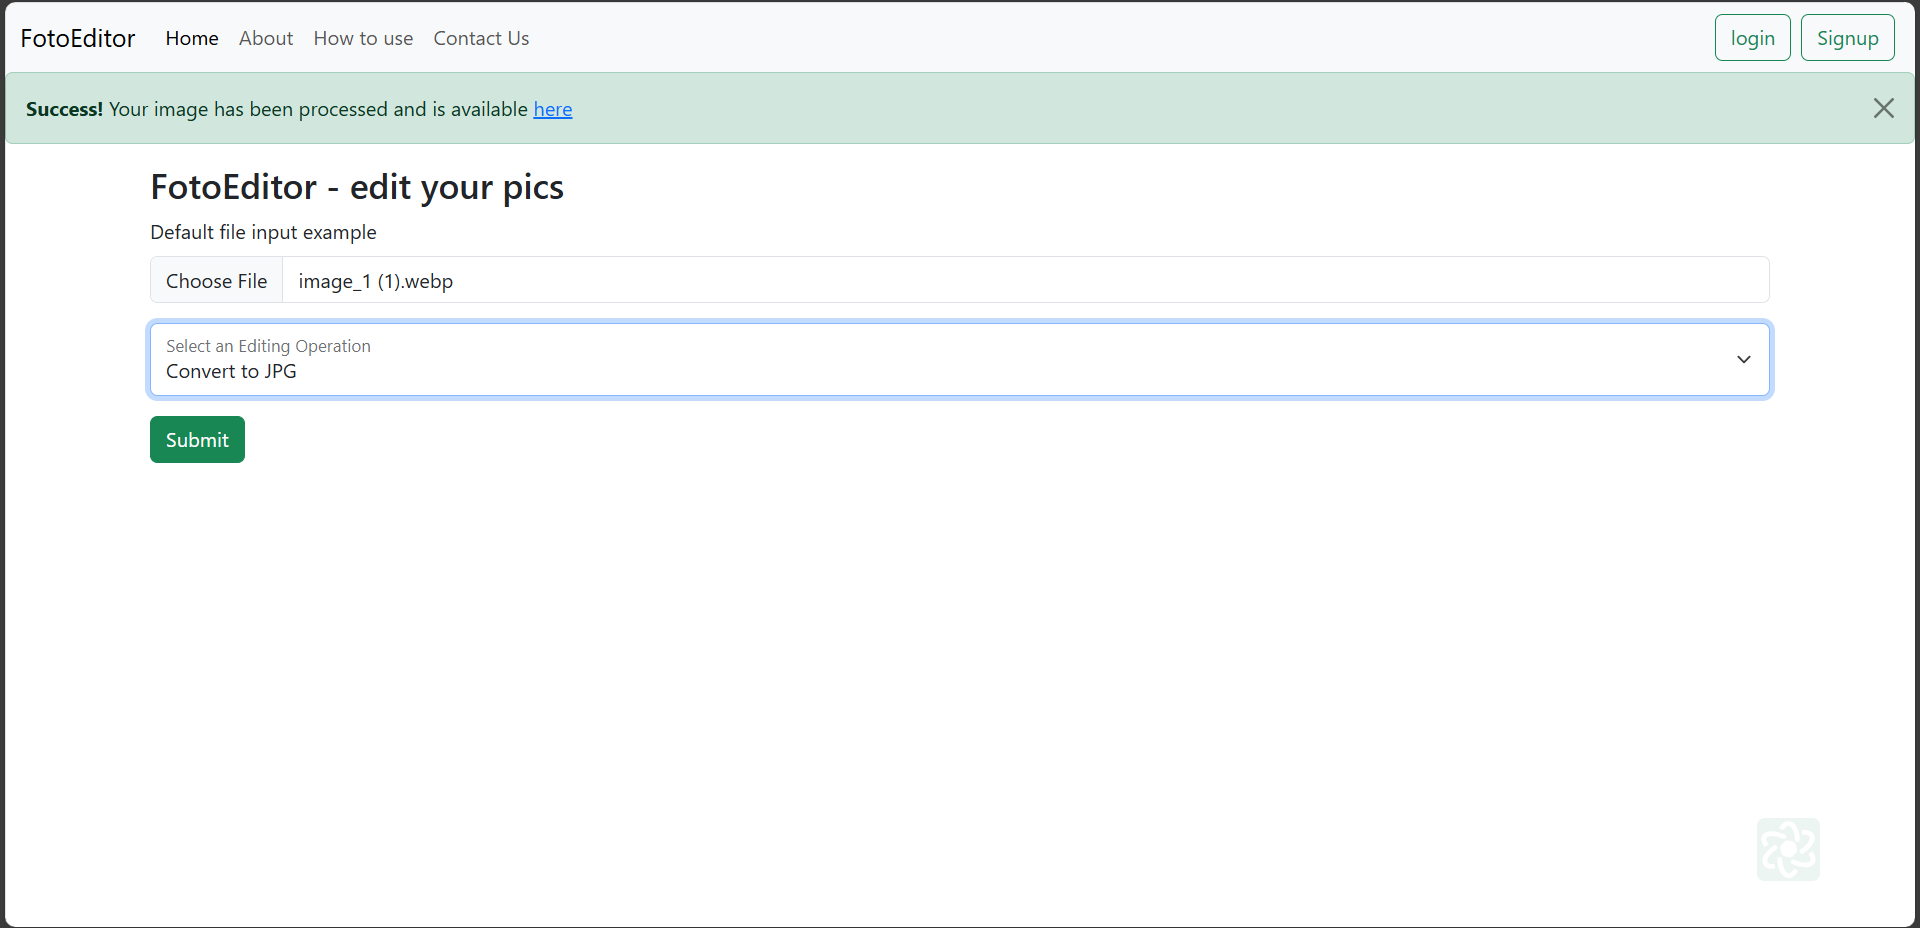 FotoEditor Home About How to use Contact Us login Signup
Success! Your image has been processed and is available here
FotoEditor - edit your pics
Default file input example
Choose File image_1 (1).webp
Select an Editing Operation
Convert to JPG
Submit